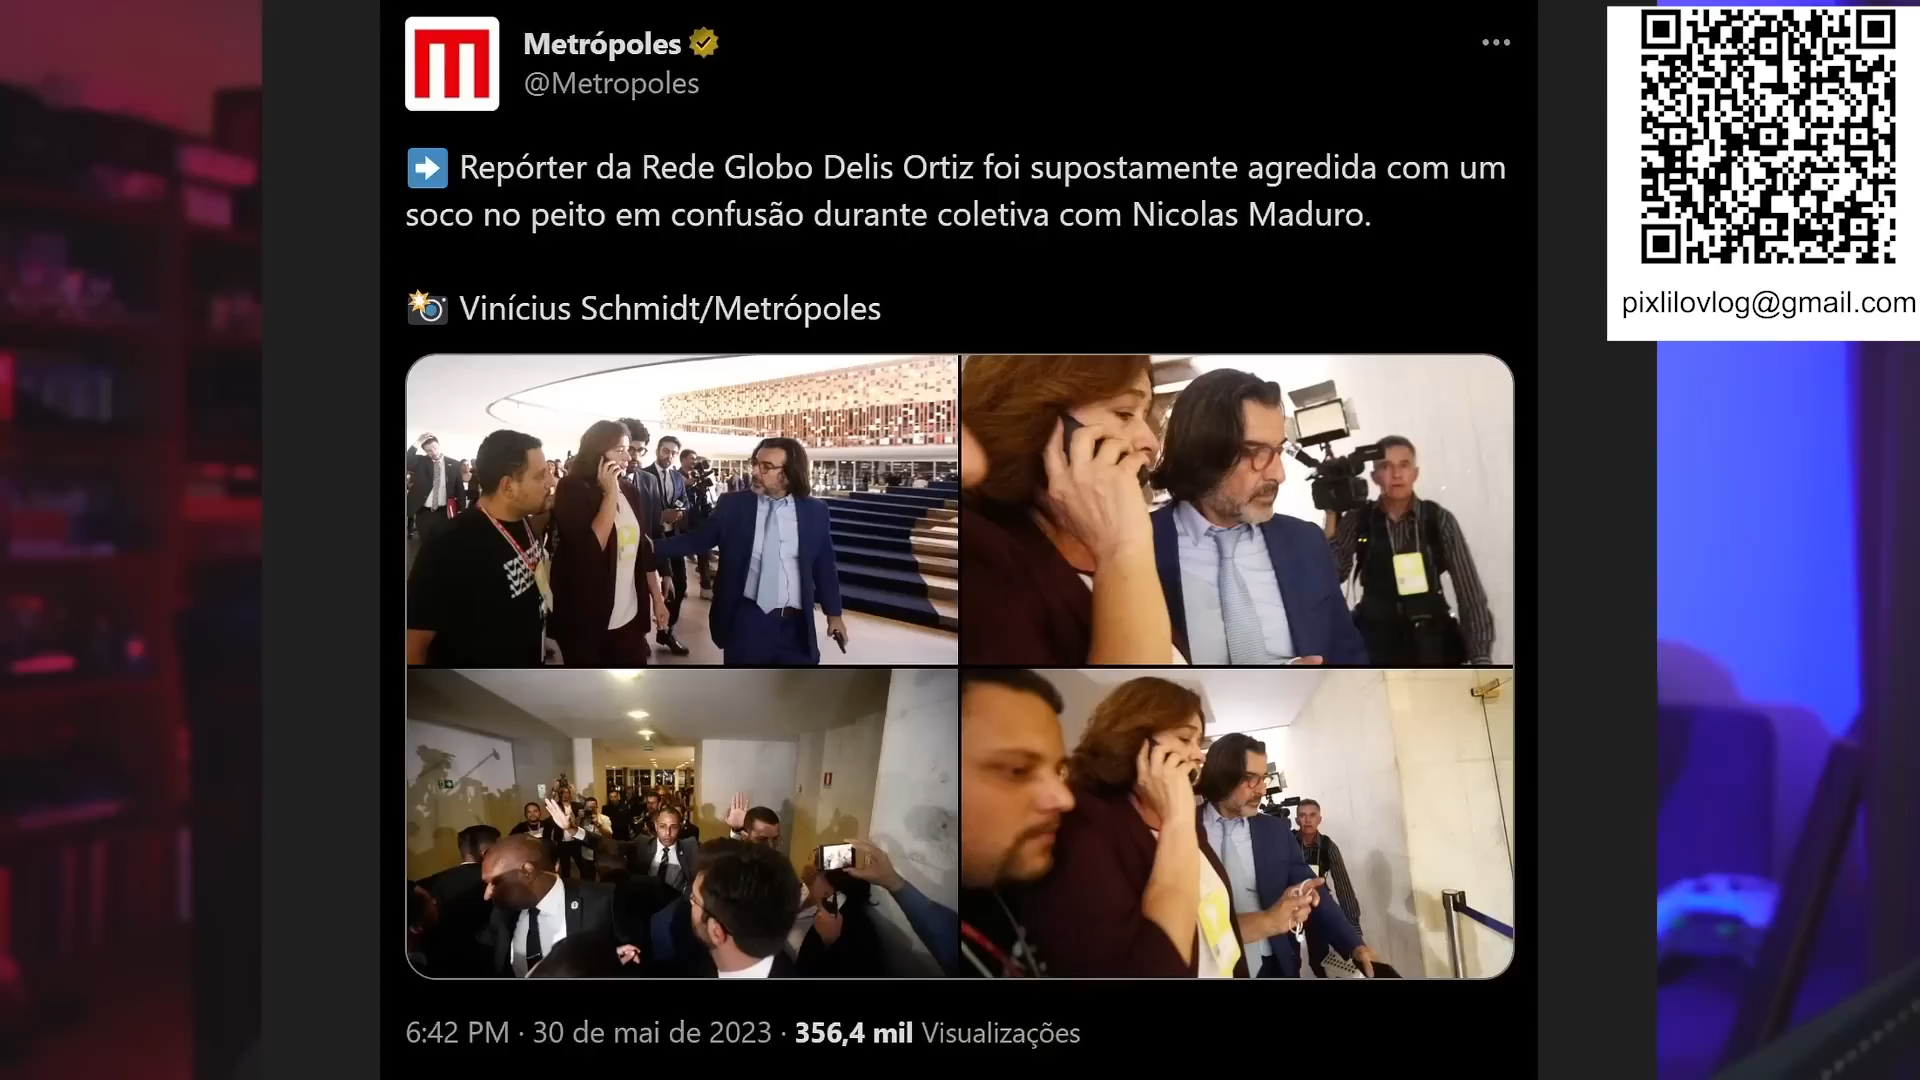 Metrópoles
@Metropoles
Repórter da Rede Globo Delis Ortiz foi supostamente agredida com um
soco no peito em confusão durante coletiva com Nicolas Maduro.
Vinícius Schmidt/Metrópoles
6:42 PM · 30 de mai de 2023 · 356,4 mil Visualizações
pixlilovlog@gmail.com